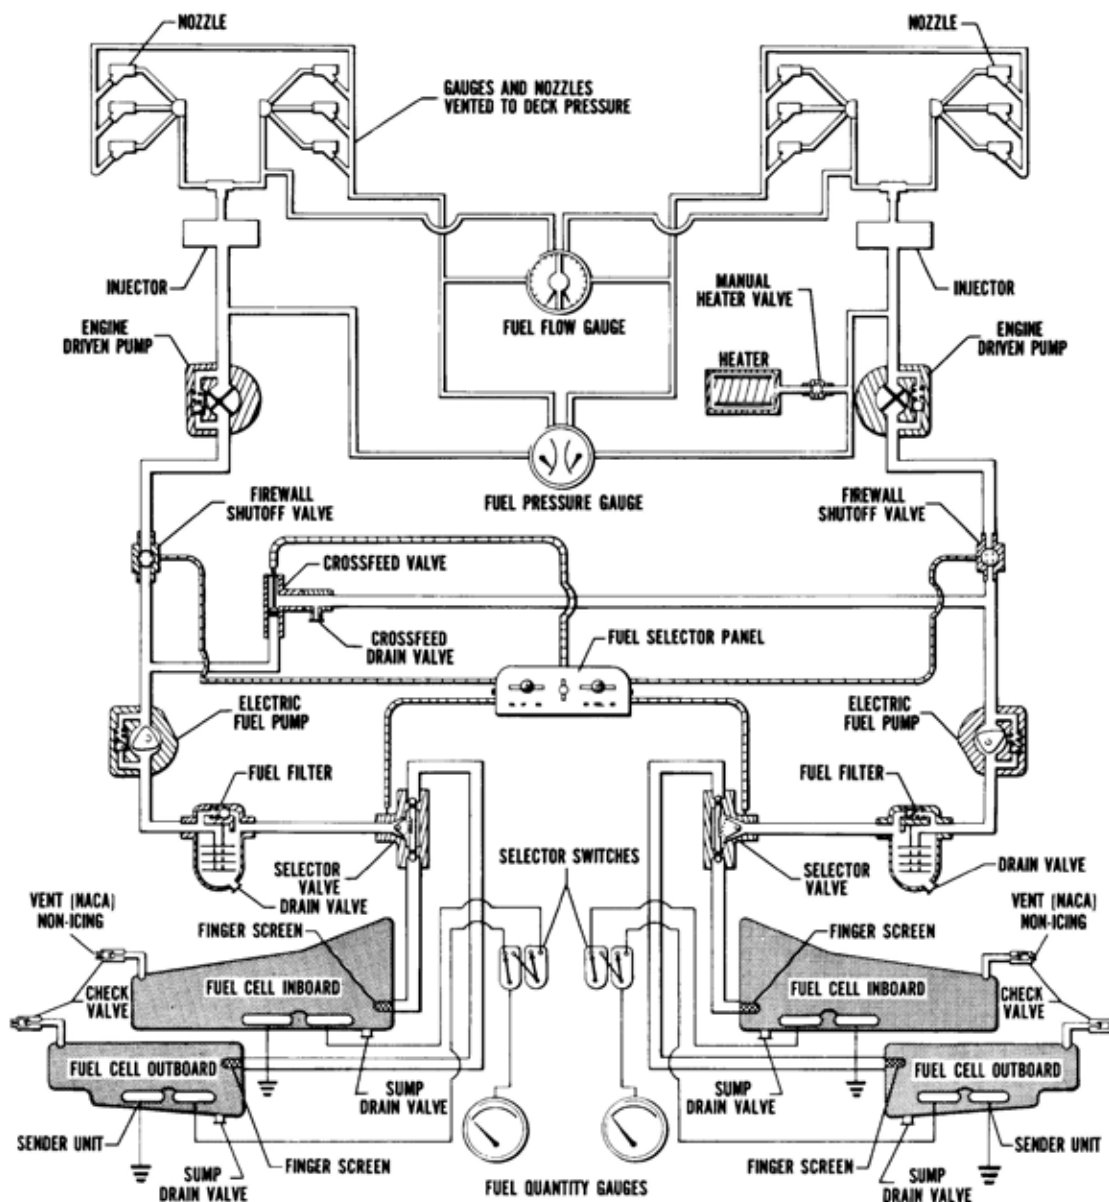 NOZZLE
NOZZLE
GAUGES AND NOZZLES
VENTED TO DECK PRESSURE
INJECTOR
MANUAL
HEATER VALVE
INJECTOR
FUEL FLOW GAUGE
ENGINE
DRIVEN PUMP
HEATER
ENGINE
DRIVEN PUMP
FUEL PRESSURE GAUGE
FIREWALL
SHUTOFF VALVE
FIREWALL
SHUTOFF VALVE
CROSSFEED VALVE
CROSSFEED
DRAIN VALVE
FUEL SELECTOR PANEL
ELECTRIC
FUEL PUMP
ELECTRIC
FUEL PUMP
FUEL FILTER
FUEL FILTER
SELECTOR
VALVE
DRAIN VALVE
SELECTOR SWITCHES
SELECTOR
VALVE
DRAIN VALVE
VENT (NACA)
NON-ICING
FINGER SCREEN
FINGER SCREEN
VENT (NACA)
NON-ICING
CHECK
VALVE
FUEL CELL INBOARD
FUEL CELL INBOARD
CHECK
VALVE
FUEL CELL OUTBOARD
FUEL CELL OUTBOARD
SUMP
DRAIN VALVE
SUMP
DRAIN VALVE
SENDER UNIT
SENDER UNIT
SUMP
DRAIN VALVE
FINGER SCREEN
FUEL QUANTITY GAUGES
FINGER SCREEN
SUMP
DRAIN VALVE